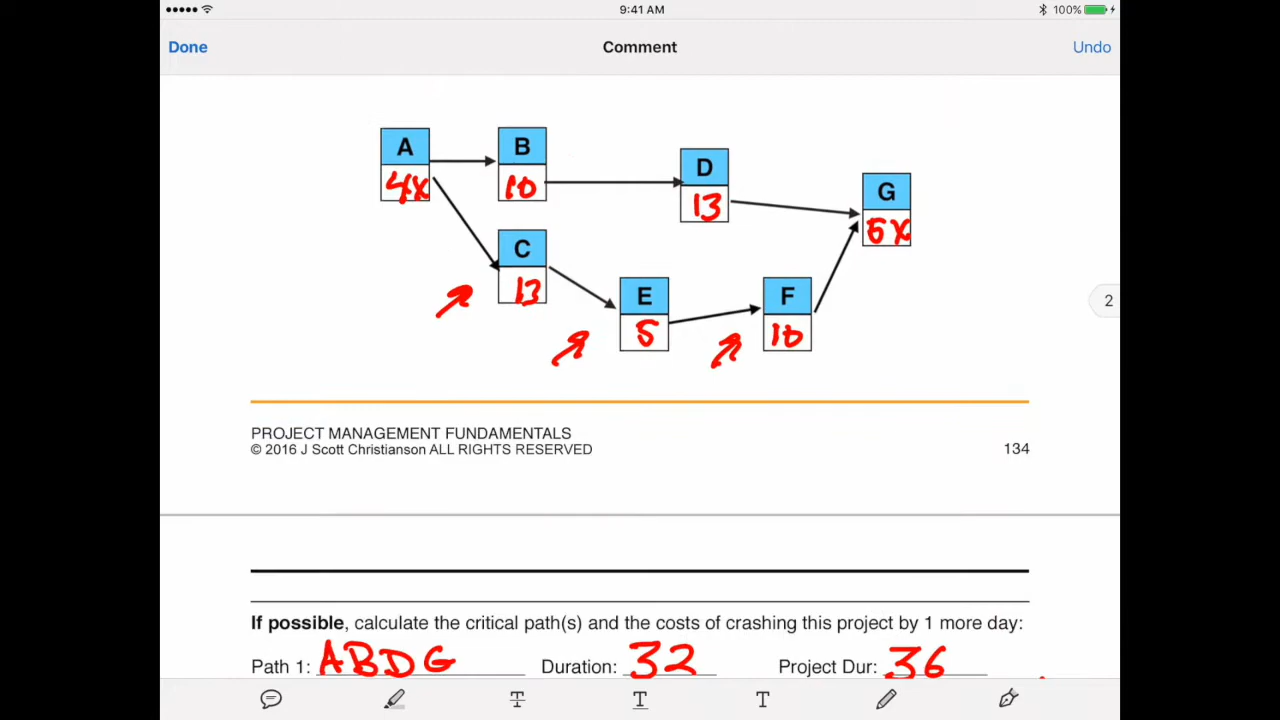 9:41 AM
100%
Done
Comment
Undo
A
4X
B
10
D
13
G
5X
C
13
E
5
F
10
2
PROJECT MANAGEMENT FUNDAMENTALS
© 2016 J Scott Christianson ALL RIGHTS RESERVED
134
If possible, calculate the critical path(s) and the costs of crashing this project by 1 more day:
Path 1: ABDG Duration: 32 Project Dur: 36
T
T
T